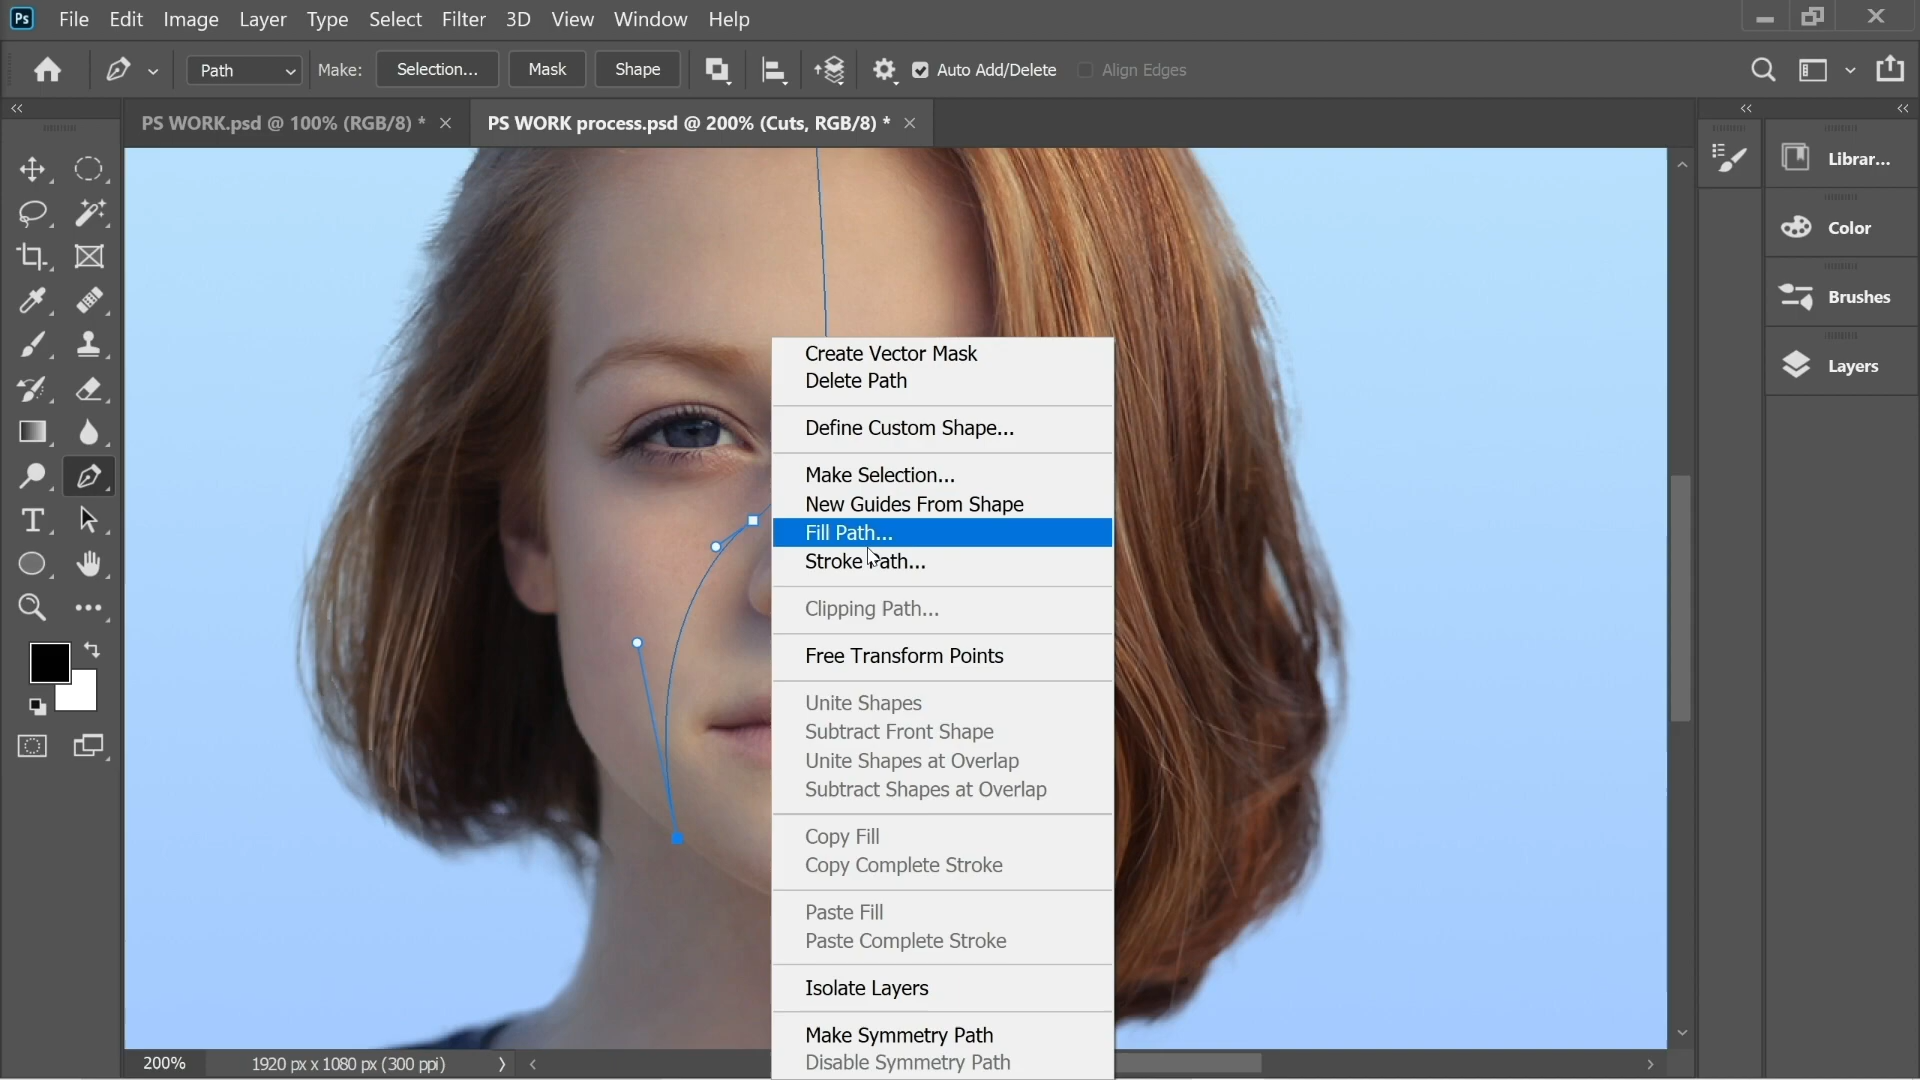 Ps File Edit Image Layer Type Select Filter 3D View Window Help
Path Make: Selection... Mask Shape Auto Add/Delete Align Edges
PS WORK.psd @ 100% (RGB/8) * PS WORK process.psd @ 200% (Cuts, RGB/8) *
Librar...
Color
Brushes
Layers
Create Vector Mask
Delete Path
Define Custom Shape...
Make Selection...
New Guides From Shape
Fill Path...
Stroke Path...
Clipping Path...
Free Transform Points
Unite Shapes
Subtract Front Shape
Unite Shapes at Overlap
Subtract Shapes at Overlap
Copy Fill
Copy Complete Stroke
Paste Fill
Paste Complete Stroke
Isolate Layers
Make Symmetry Path
Disable Symmetry Path
200% 1920 px x 1080 px (300 ppi)